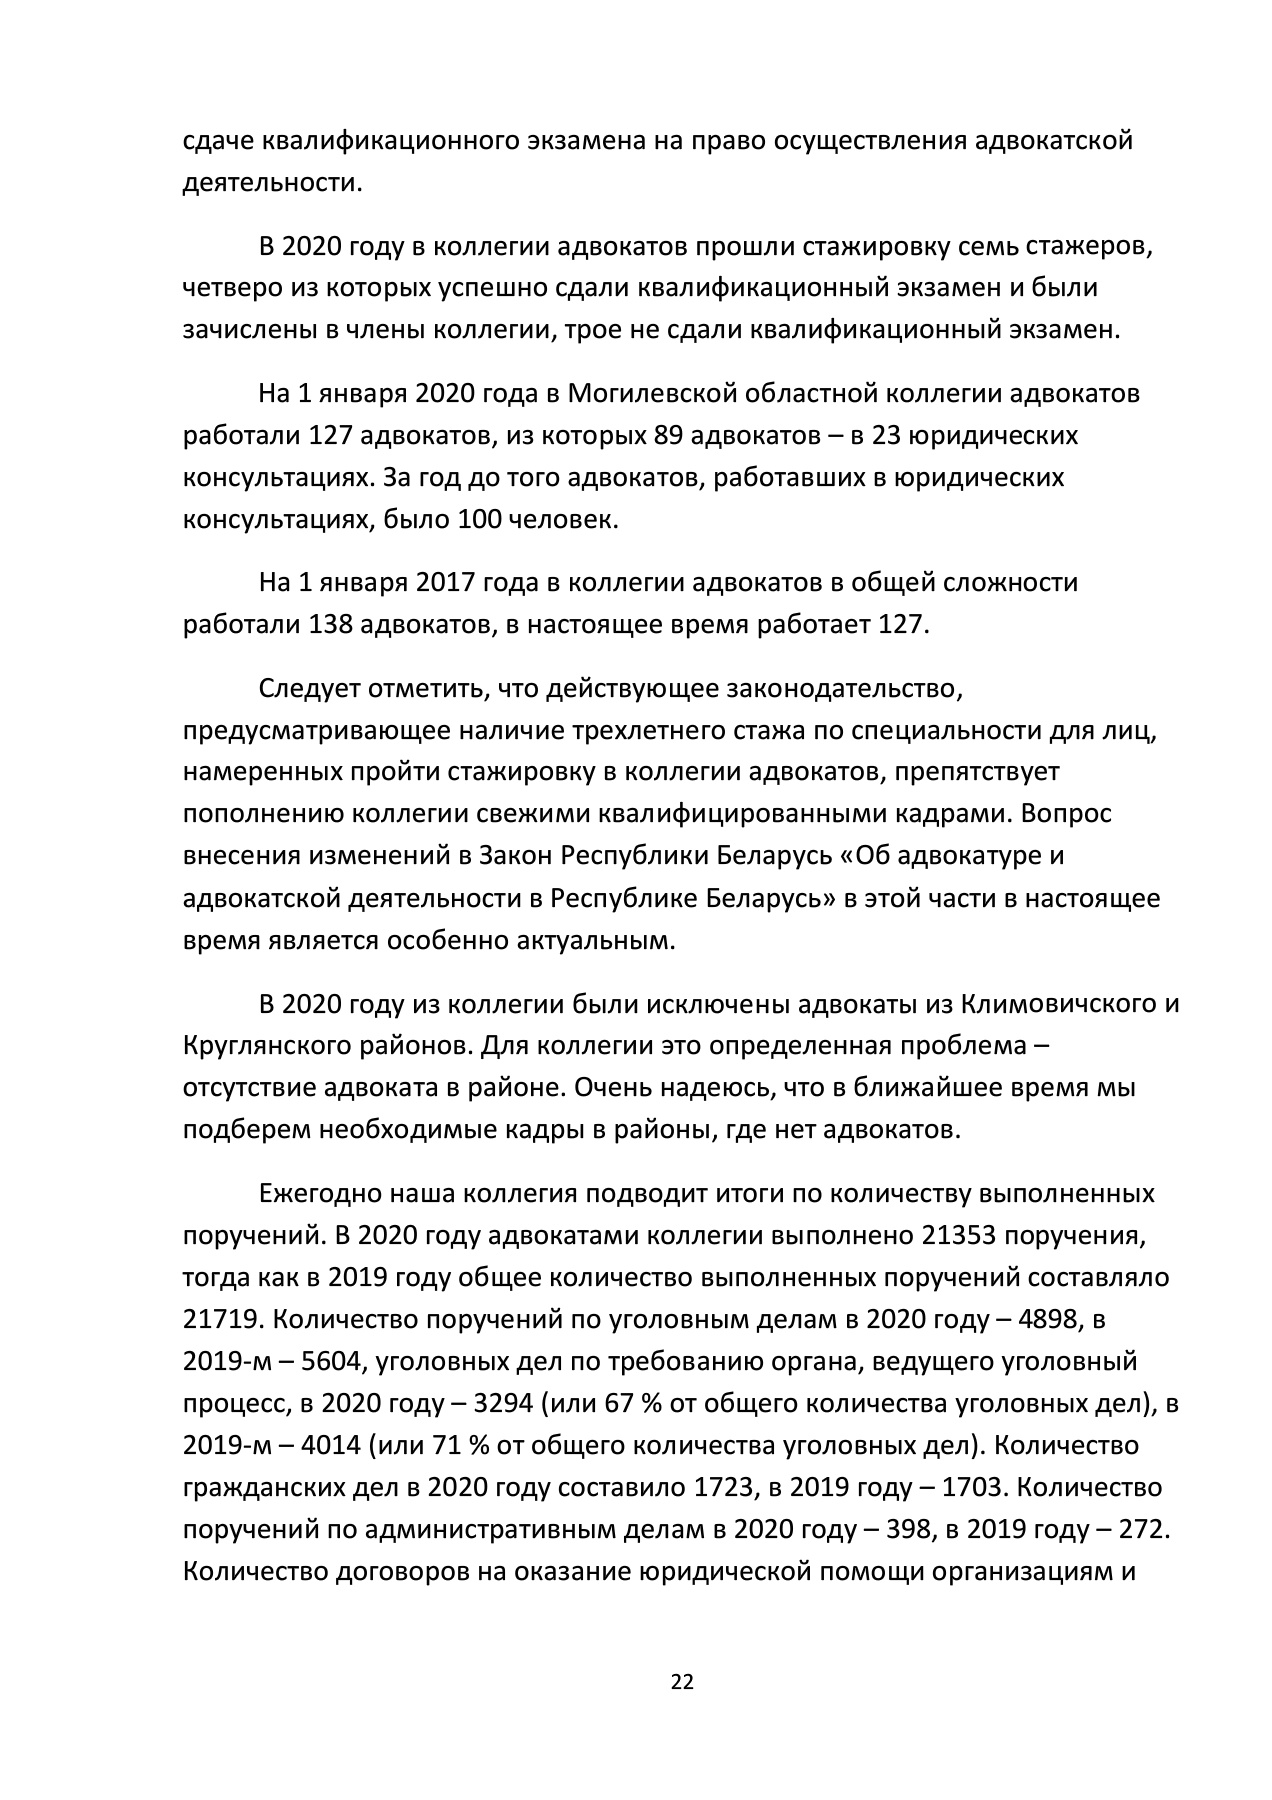 сдаче квалификационного экзамена на право осуществления адвокатской
деятельности.
В 2020 году в коллегии адвокатов прошли стажировку семь стажеров,
четверо из которых успешно сдали квалификационный экзамен и были
зачислены в члены коллегии, трое не сдали квалификационный экзамен.
На 1 января 2020 года в Могилевской областной коллегии адвокатов
работали 127 адвокатов, из которых 89 адвокатов – в 23 юридических
консультациях. За год до того адвокатов, работавших в юридических
консультациях, было 100 человек.
На 1 января 2017 года в коллегии адвокатов в общей сложности
работали 138 адвокатов, в настоящее время работает 127.
Следует отметить, что действующее законодательство,
предусматривающее наличие трехлетнего стажа по специальности для лиц,
намеренных пройти стажировку в коллегии адвокатов, препятствует
пополнению коллегии свежими квалифицированными кадрами. Вопрос
внесения изменений в Закон Республики Беларусь «Об адвокатуре и
адвокатской деятельности в Республике Беларусь» в этой части в настоящее
время является особенно актуальным.
В 2020 году из коллегии были исключены адвокаты из Климовичского и
Круглянского районов. Для коллегии это определенная проблема –
отсутствие адвоката в районе. Очень надеюсь, что в ближайшее время мы
подберем необходимые кадры в районы, где нет адвокатов.
Ежегодно наша коллегия подводит итоги по количеству выполненных
поручений. В 2020 году адвокатами коллегии выполнено 21353 поручения,
тогда как в 2019 году общее количество выполненных поручений составляло
21719. Количество поручений по уголовным делам в 2020 году – 4898, в
2019-м – 5604, уголовных дел по требованию органа, ведущего уголовный
процесс, в 2020 году – 3294 (или 67 % от общего количества уголовных дел), в
2019-м – 4014 (или 71 % от общего количества уголовных дел). Количество
гражданских дел в 2020 году составило 1723, в 2019 году – 1703. Количество
поручений по административным делам в 2020 году – 398, в 2019 году – 272.
Количество договоров на оказание юридической помощи организациям и
22